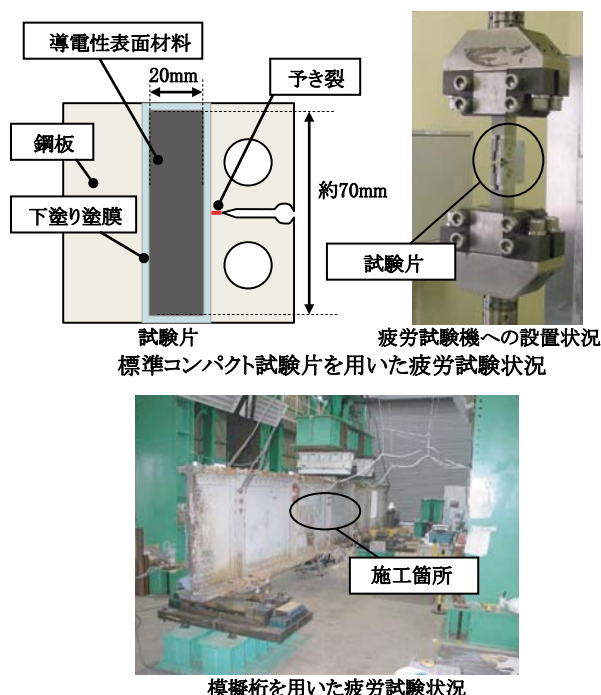 導電性表面材料
20mm
予き裂
鋼板
約70mm
下塗り塗膜
試験片
試験片
疲労試験機への設置状況
標準コンパクト試験片を用いた疲労試験状況
施工箇所
模擬桁を用いた疲労試験状況